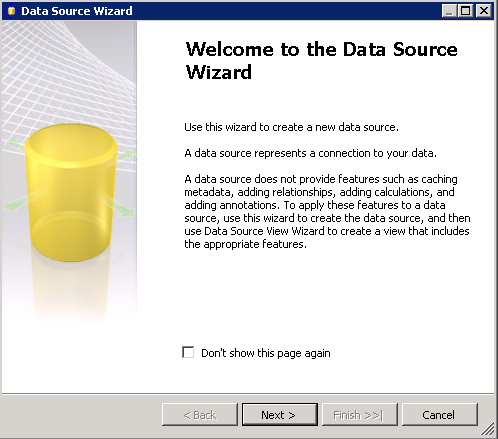 Data Source Wizard
Welcome to the Data Source
Wizard
Use this wizard to create a new data source.
A data source represents a connection to your data.
A data source does not provide features such as caching
metadata, adding relationships, adding calculations, and
adding annotations. To apply these features to a data
source, use this wizard to create the data source, and then
use Data Source View Wizard to create a view that includes
the appropriate features.
Don't show this page again
< Back Next > Finish >>| Cancel